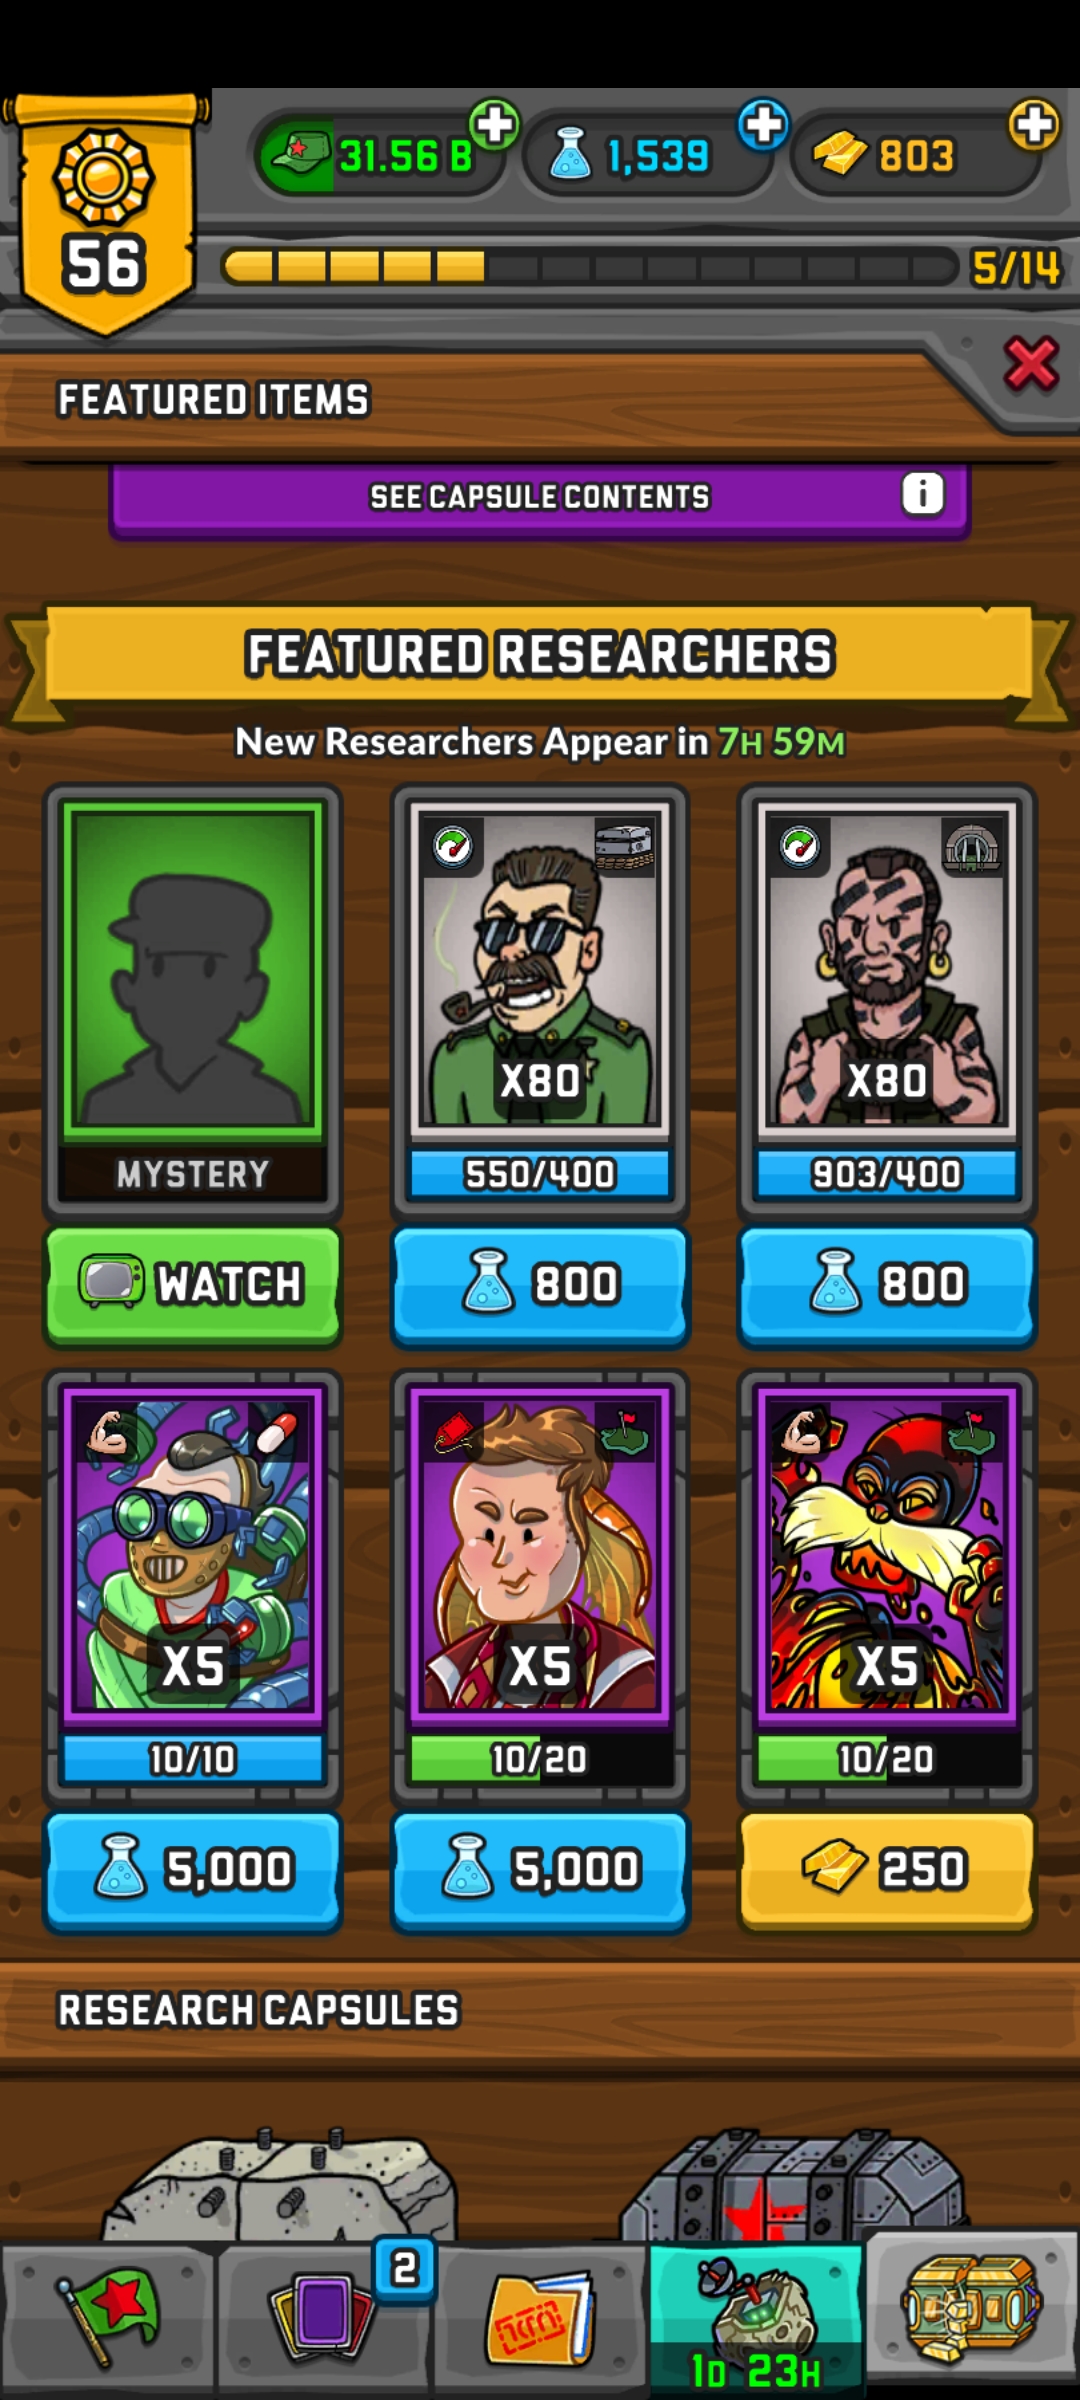 31.56 B
1,539
803
56
5/14
FEATURED ITEMS
SEE CAPSULE CONTENTS
i
FEATURED RESEARCHERS
New Researchers Appear in 7H 59M
X80
X80
MYSTERY
550/400
903/400
WATCH
800
800
X5
X5
X5
10/10
10/20
10/20
5,000
5,000
250
RESEARCH CAPSULES
2
1D 23H